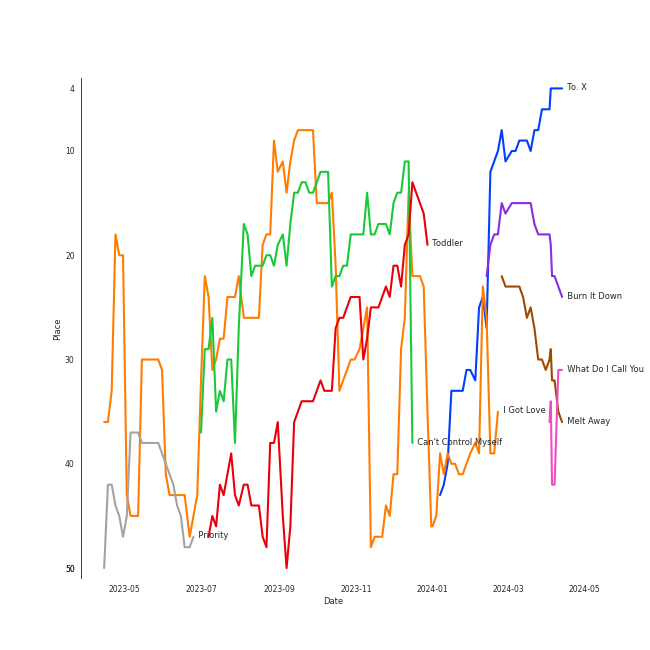 4
To. X
10
20
Toddler
Burn It Down
Place
30
What Do I Call You
I Got Love
Melt Away
40
Can't Control Myself
Priority
50
2023-05
2023-07
2023-09
2023-11
2024-01
2024-03
2024-05
Date